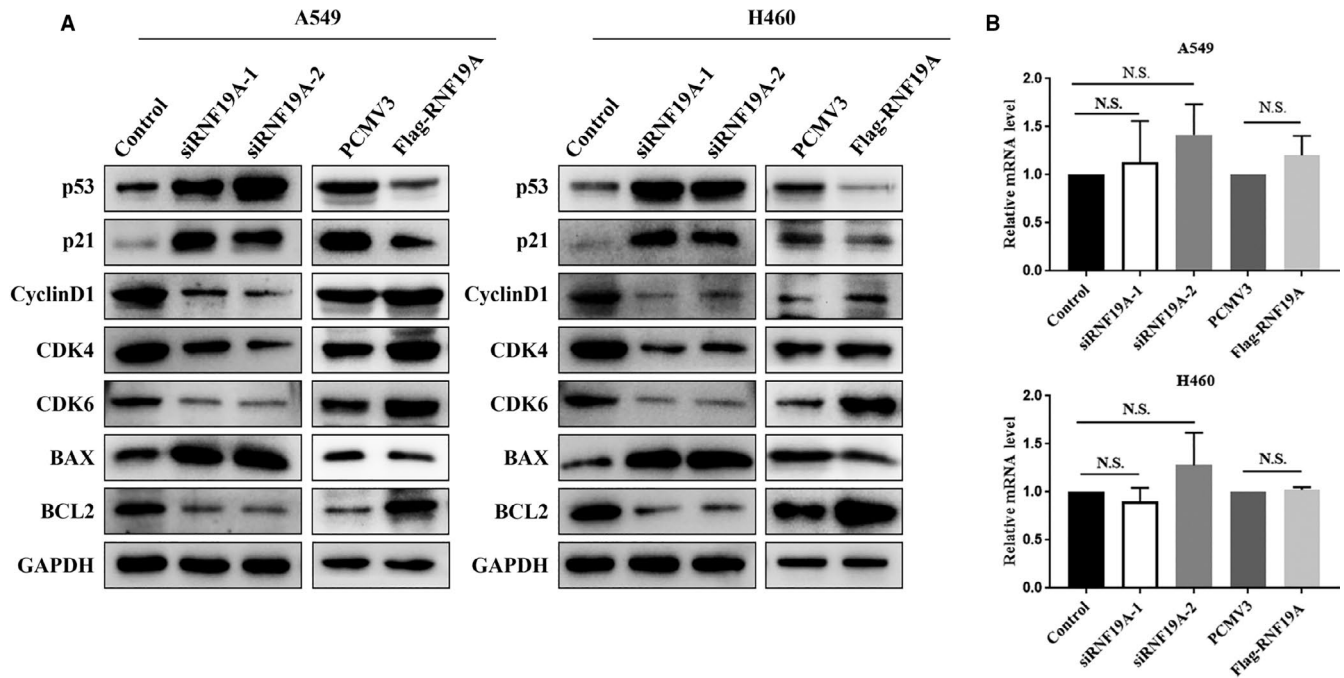 A
A549
H460
Control
siRNF19A-1
siRNF19A-2
PCMV3
Flag-RNF19A
Control
siRNF19A-1
siRNF19A-2
PCMV3
Flag-RNF19A
p53
p21
CyclinD1
CDK4
CDK6
BAX
BCL2
GAPDH
p53
p21
CyclinD1
CDK4
CDK6
BAX
BCL2
GAPDH
B
A549
Relative mRNA level
2.0
1.5
1.0
0.5
0.0
N.S.
N.S.
N.S.
Control
siRNF19A-1
siRNF19A-2
PCMV3
Flag-RNF19A
H460
Relative mRNA level
2.0
1.5
1.0
0.5
0.0
N.S.
N.S.
N.S.
Control
siRNF19A-1
siRNF19A-2
PCMV3
Flag-RNF19A